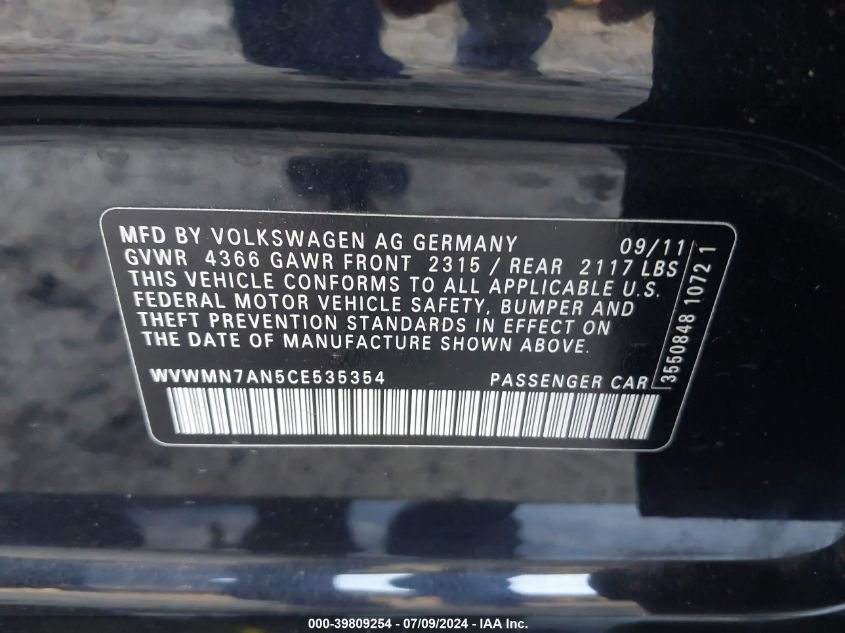 MFD BY VOLKSWAGEN AG GERMANY 09/11
GVWR 4366 GAWR FRONT 2315 / REAR 2117 LBS
THIS VEHICLE CONFORMS TO ALL APPLICABLE U.S.
FEDERAL MOTOR VEHICLE SAFETY, BUMPER AND
THEFT PREVENTION STANDARDS IN EFFECT ON
THE DATE OF MANUFACTURE SHOWN ABOVE.
WVWMN7AN5CE535354 PASSENGER CAR
3550848 1072 1
000-39809254 / 07/09/2024 - IAA Inc.